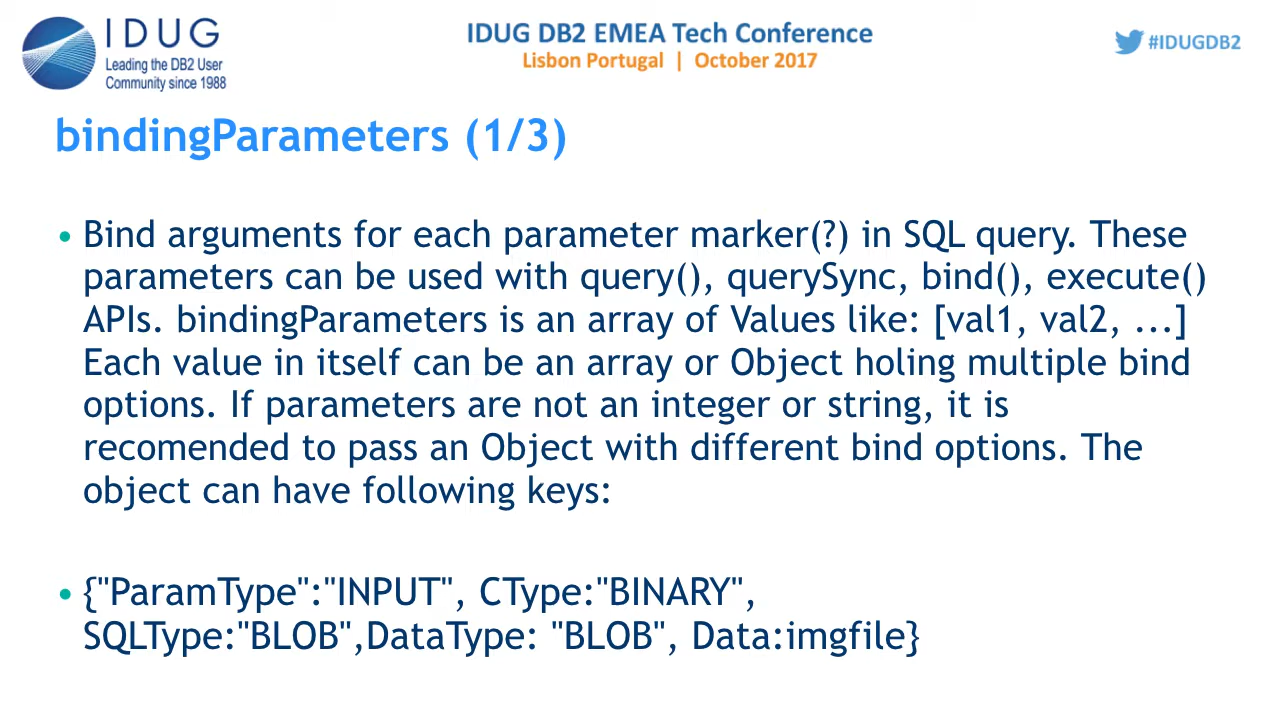 IDUG
Leading the DB2 User
Community since 1988
IDUG DB2 EMEA Tech Conference
Lisbon Portugal | October 2017
#IDUGDB2
bindingParameters (1/3)
• Bind arguments for each parameter marker(?) in SQL query. These
parameters can be used with query(), querySync, bind(), execute()
APIs. bindingParameters is an array of Values like: [val1, val2, ...]
Each value in itself can be an array or Object holing multiple bind
options. If parameters are not an integer or string, it is
recomended to pass an Object with different bind options. The
object can have following keys:
• {"ParamType":"INPUT", CType:"BINARY",
SQLType:"BLOB",DataType: "BLOB", Data:imgfile}